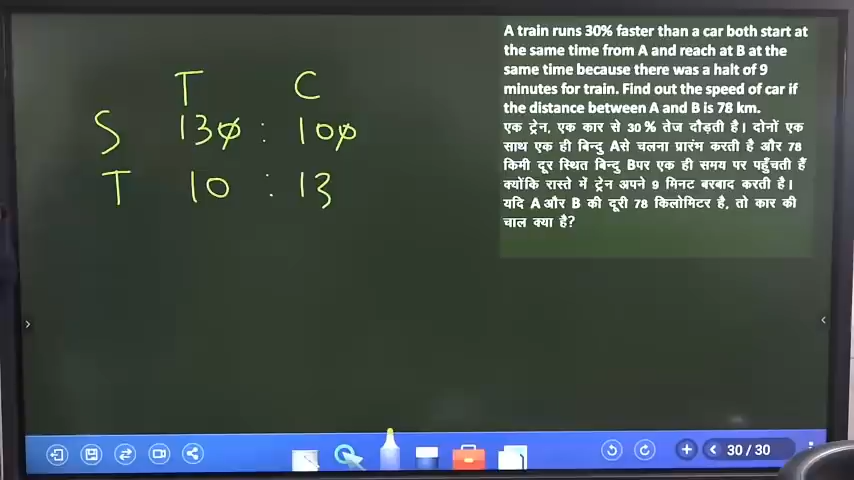 T C
S 130 : 100
T 10 : 13
A train runs 30% faster than a car both start at
the same time from A and reach at B at the
same time because there was a halt of 9
minutes for train. Find out the speed of car if
the distance between A and B is 78 km.
एक ट्रेन, एक कार से 30 % तेज दौड़ती है। दोनों एक
साथ एक ही बिन्दु Aसे चलना प्रारंभ करती है और 78
किमी दूर स्थित बिन्दु Bपर एक ही समय पर पहुँचती हैं
क्योंकि रास्ते में ट्रेन अपने 9 मिनट बरबाद करती है।
यदि A और B की दूरी 78 किलोमिटर है, तो कार की
चाल क्या है?
30 / 30